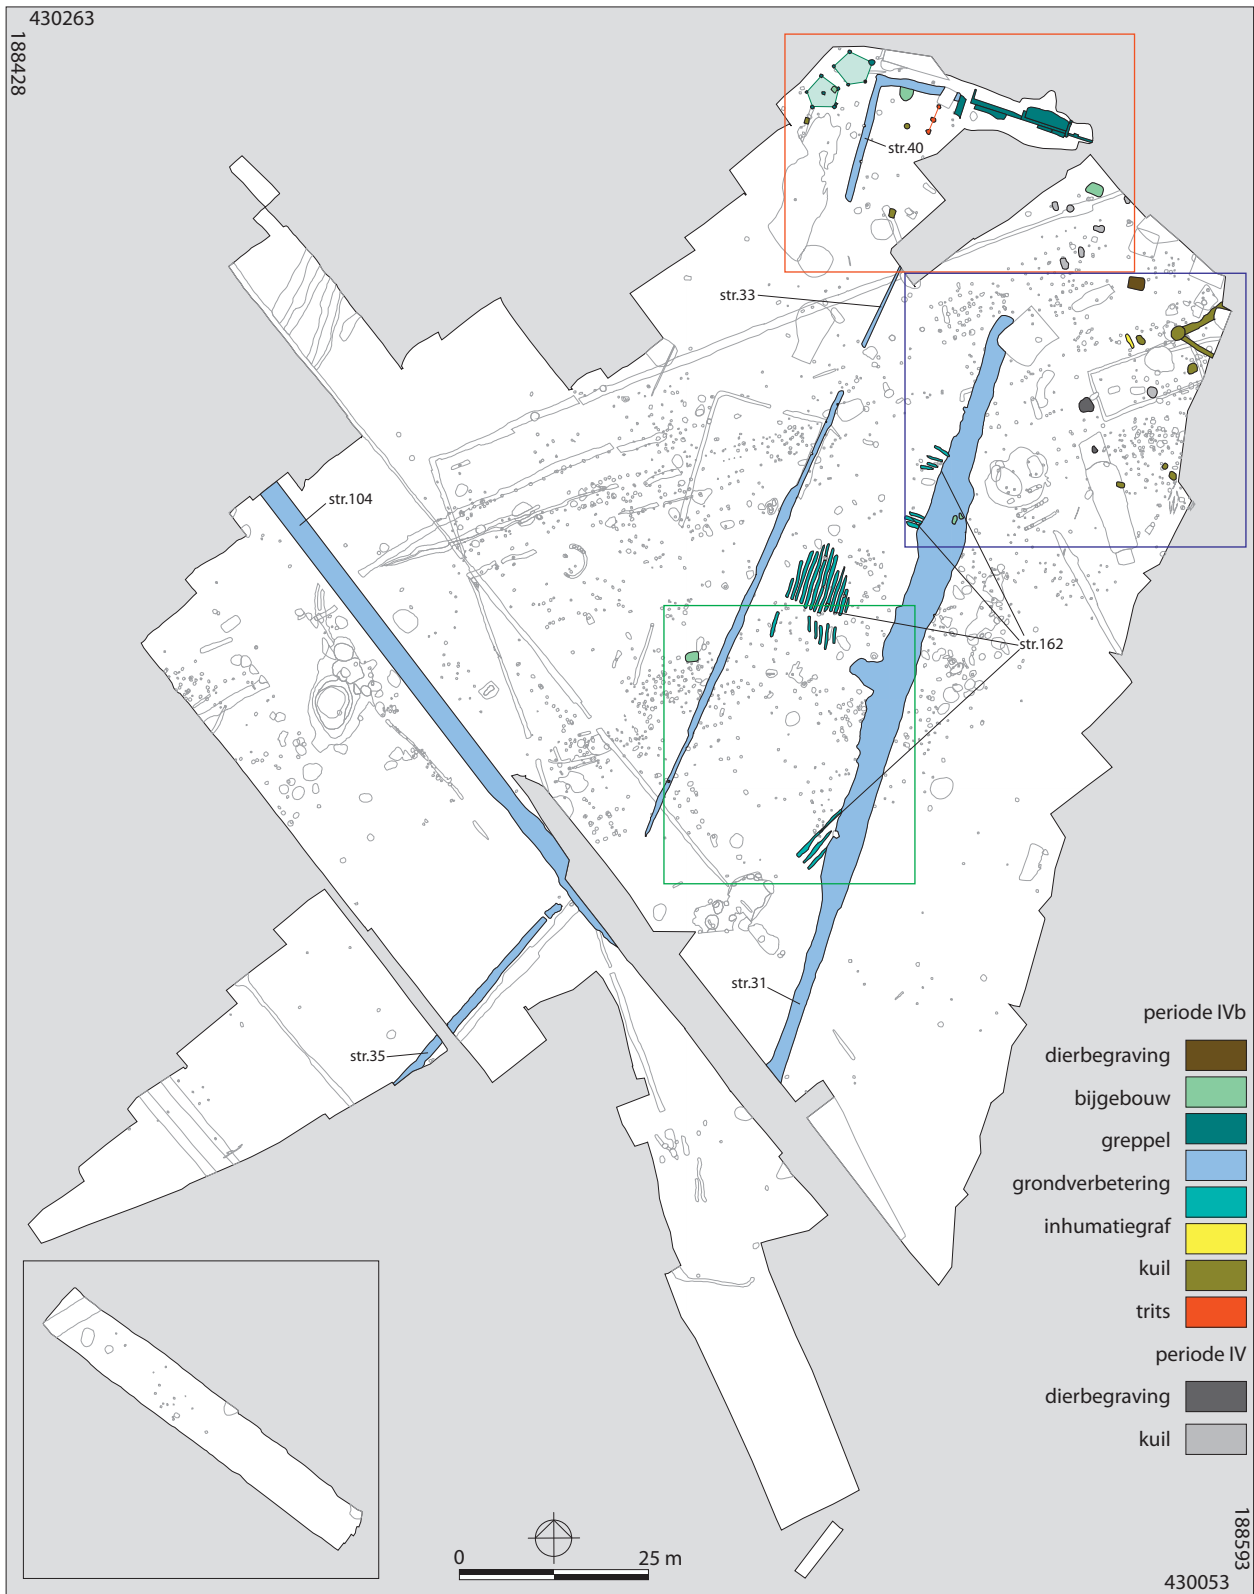 430263
188428
str.40
str.33
str.104
str.162
str.31
str.35
periode IVb
dierbegraving
bijgebouw
greppel
grondverbetering
inhumatiegraf
kuil
trits
periode IV
dierbegraving
kuil
0 25 m
188593
430053